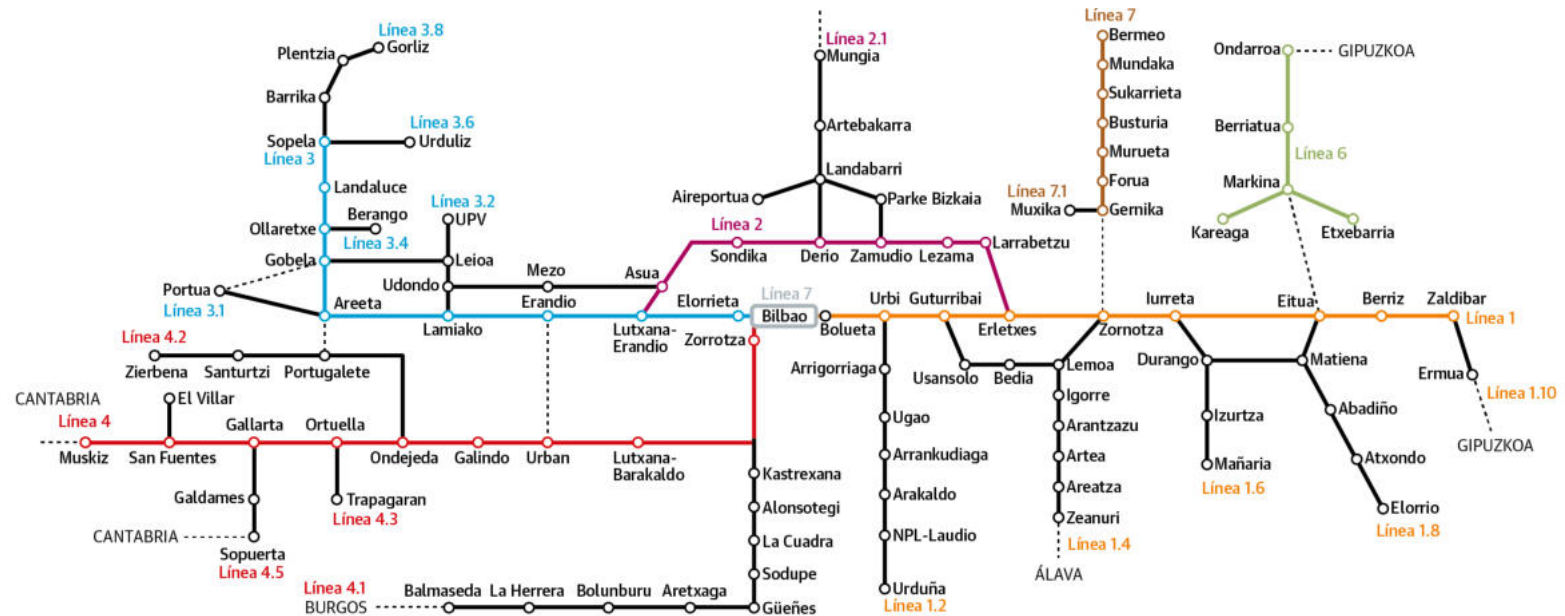 Línea 3.8
Gorliz
Plentzia
Barrika
Sopela
Línea 3
Línea 3.6
Urduliz
Landaluce
Ollaretxe
Berango
Línea 3.4
Gobela
Línea 3.2
UPV
Leioa
Udondo
Portua
Línea 3.1
Areeta
Lamiako
Mezo
Erandio
Asua
Lutxana-
Erandio
Elorrieta
Línea 7
Bilbao
Bolueta
Zorrotza
Línea 2.1
Mungia
Artebakarra
Landabarri
Aireportua
Parke Bizkaia
Línea 2
Sondika
Derio
Zamudio
Lezama
Larrabetzu
Línea 7
Bermeo
Mundaka
Sukarrieta
Busturia
Murueta
Forua
Línea 7.1
Muxika
Gernika
Ondarroa
GIPUZKOA
Berriatua
Línea 6
Markina
Kareaga
Etxebarria
Urbi
Guturribai
Erletxes
Zornotza
Iurreta
Eitua
Berriz
Zaldibar
Línea 1
Ermua
Línea 1.10
GIPUZKOA
Arrigorriaga
Ugao
Arrankudiaga
Arakaldo
NPL-Laudio
Urduña
Línea 1.2
Usansolo
Bedia
Lemoa
Igorre
Arantzazu
Artea
Areatza
Zeanuri
Línea 1.4
ÁLAVA
Durango
Izurtza
Mañaria
Línea 1.6
Matiena
Abadiño
Atxondo
Elorrio
Línea 1.8
Línea 4.2
Zierbena
Santurtzi
Portugalete
CANTABRIA
Línea 4
Muskiz
El Villar
San Fuentes
Gallarta
Ortuella
Ondejeda
Galindo
Urban
Lutxana-
Barakaldo
Galdames
Trapagaran
Línea 4.3
CANTABRIA
Sopuerta
Línea 4.5
Kastrexana
Alonsotegi
La Cuadra
Sodupe
Güeñes
Línea 4.1
BURGOS
Balmaseda
La Herrera
Bolunburu
Aretxaga